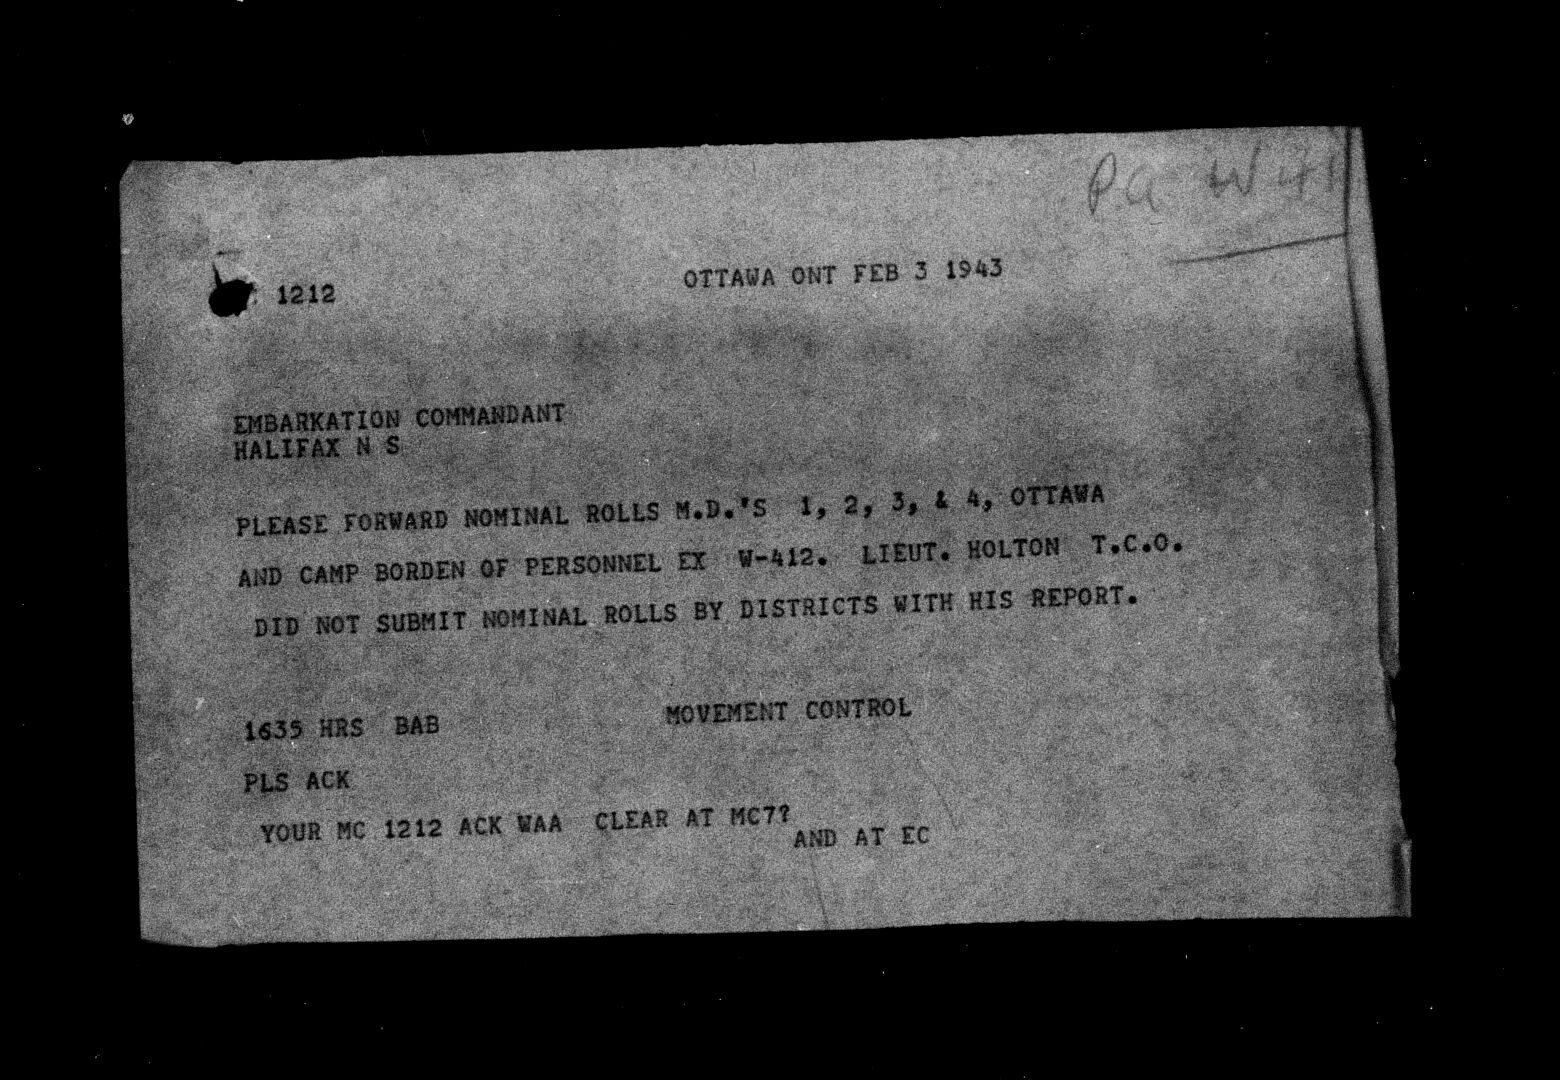 P.A. W 41
1212 OTTAWA ONT FEB 3 1943
EMBARKATION COMMANDANT
HALIFAX N S
PLEASE FORWARD NOMINAL ROLLS M.D.'S 1, 2, 3, & 4, OTTAWA
AND CAMP BORDEN OF PERSONNEL EX W-412. LIEUT. HOLTON T.C.O.
DID NOT SUBMIT NOMINAL ROLLS BY DISTRICTS WITH HIS REPORT.
1635 HRS BAB MOVEMENT CONTROL
PLS ACK
YOUR MC 1212 ACK WAA CLEAR AT MC7?
AND AT EC